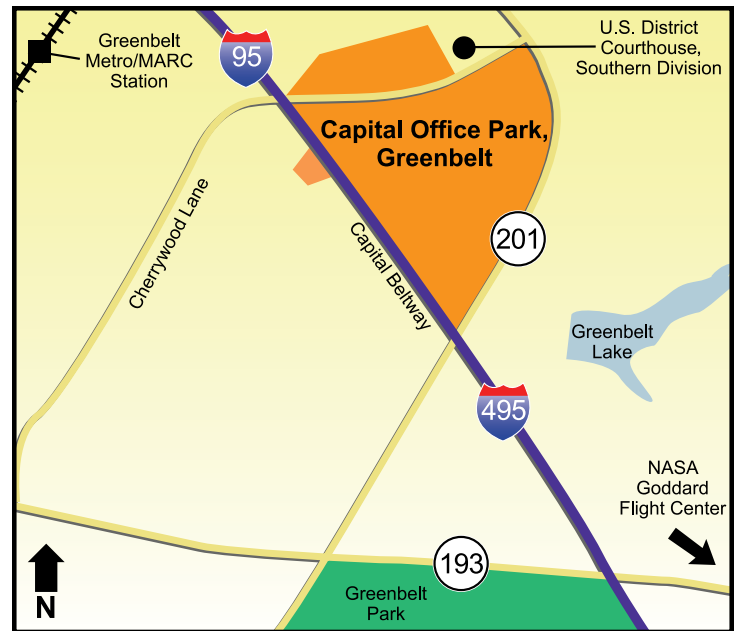 Greenbelt
Metro/MARC
Station
95
U.S. District
Courthouse,
Southern Division
Capital Office Park,
Greenbelt
Cherrywood Lane
Capital Beltway
201
Greenbelt
Lake
495
NASA
Goddard
Flight Center
193
Greenbelt
Park
N